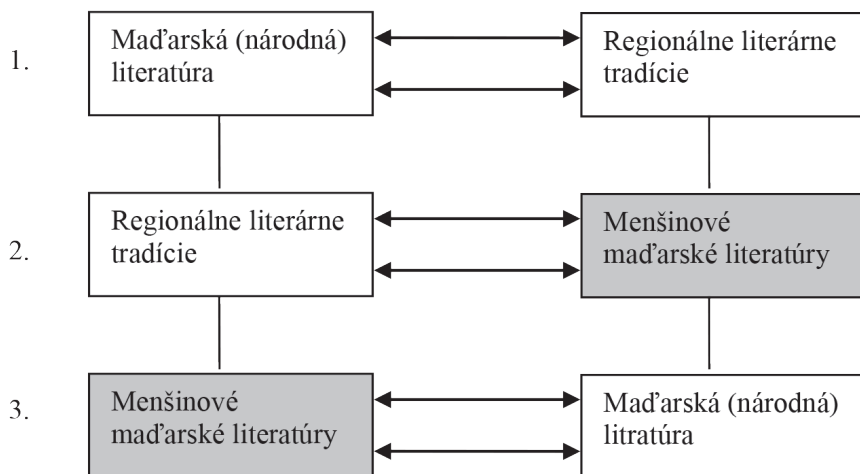 1.
Maďarská (národná)
literatúra
Regionálne literárne
tradície
2.
Regionálne literárne
tradície
Menšinové
maďarské literatúry
3.
Menšinové
maďarské literatúry
Maďarská (národná)
litratúra